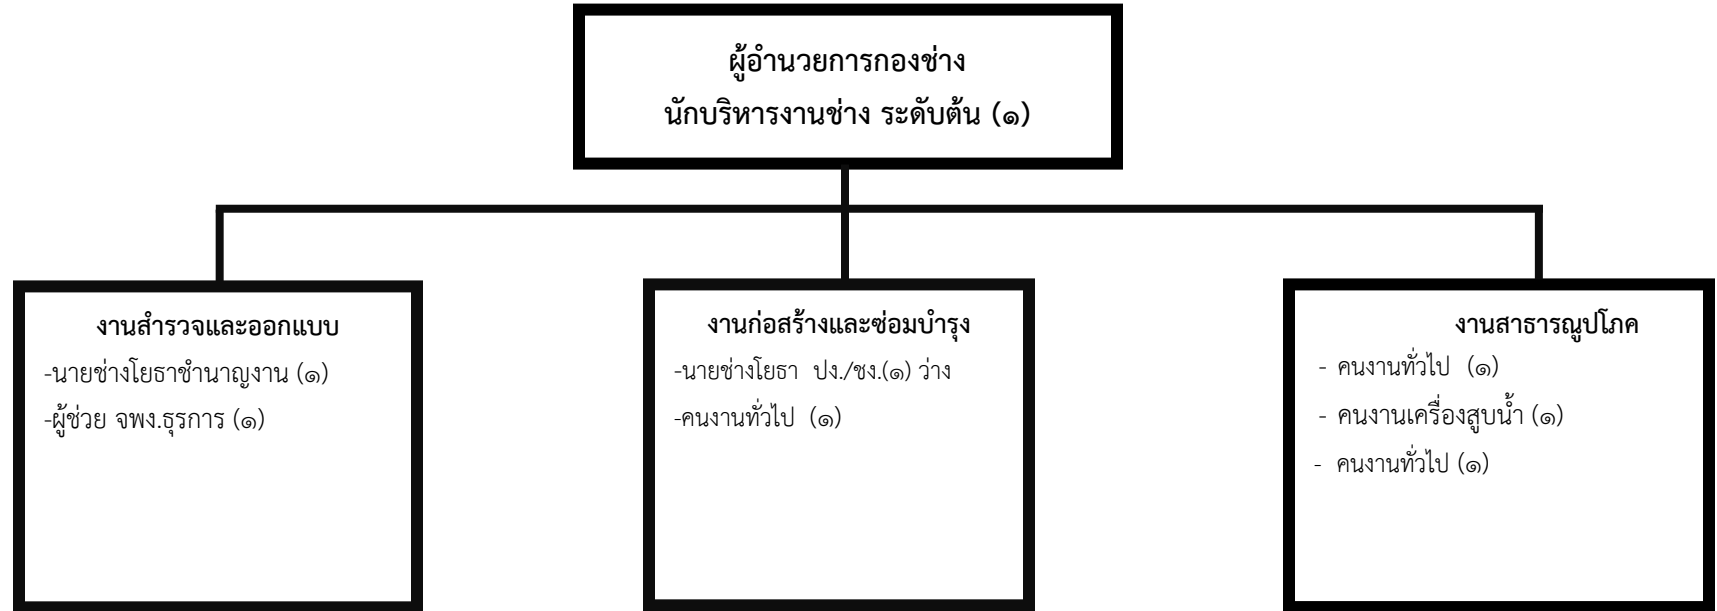 ผู้อำนวยการกองช่าง
นักบริหารงานช่าง ระดับต้น (๑)
งานสำรวจและออกแบบ
-นายช่างโยธาชำนาญงาน (๑)
-ผู้ช่วย จพง.ธุรการ (๑)
งานก่อสร้างและซ่อมบำรุง
-นายช่างโยธา ปง./ชง.(๑) ว่าง
-คนงานทั่วไป (๑)
งานสาธารณูปโภค
- คนงานทั่วไป (๑)
- คนงานเครื่องสูบน้ำ (๑)
- คนงานทั่วไป (๑)